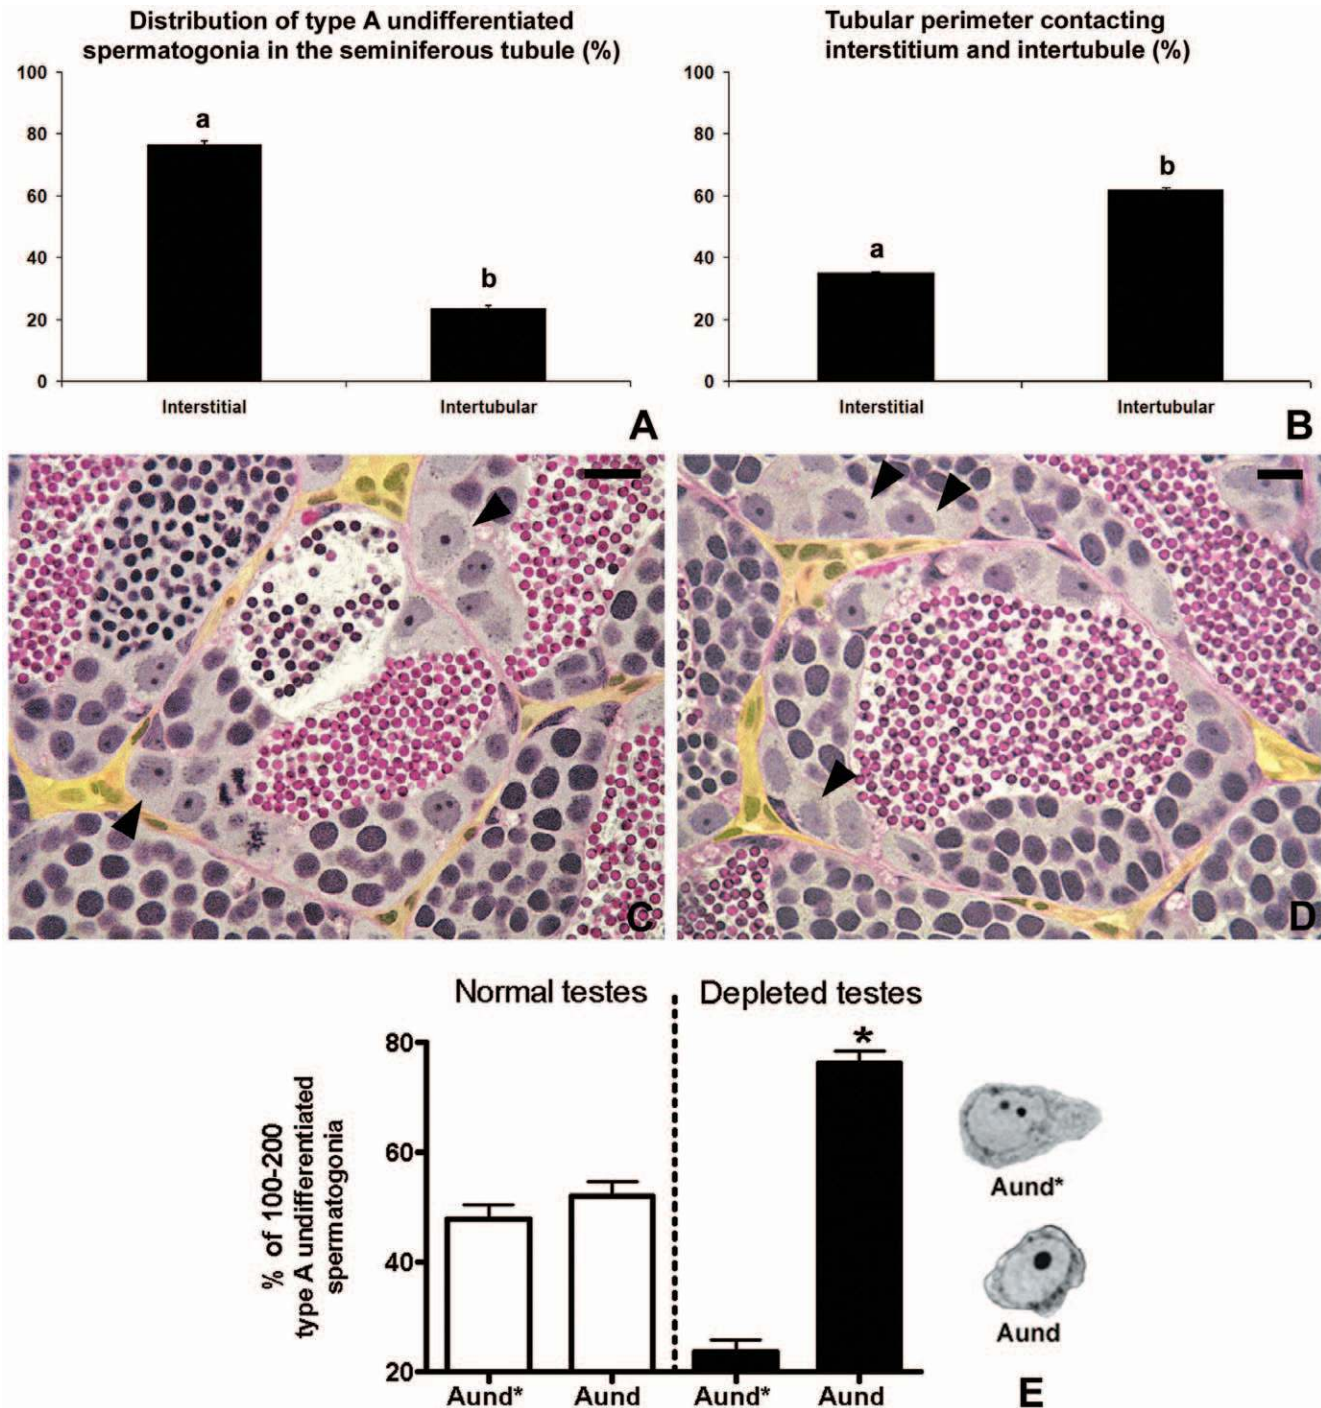 Distribution of type A undifferentiated
spermatogonia in the seminiferous tubule (%)
100
80
60
40
20
0
a
b
Interstitial
Intertubular
A
Tubular perimeter contacting
interstitium and intertubule (%)
100
80
60
40
20
0
a
b
Interstitial
Intertubular
B
C
D
Normal testes
Depleted testes
% of 100-200
type A undifferentiated
spermatogonia
80
60
40
20
*
Aund*
Aund
Aund*
Aund
Aund*
Aund
E